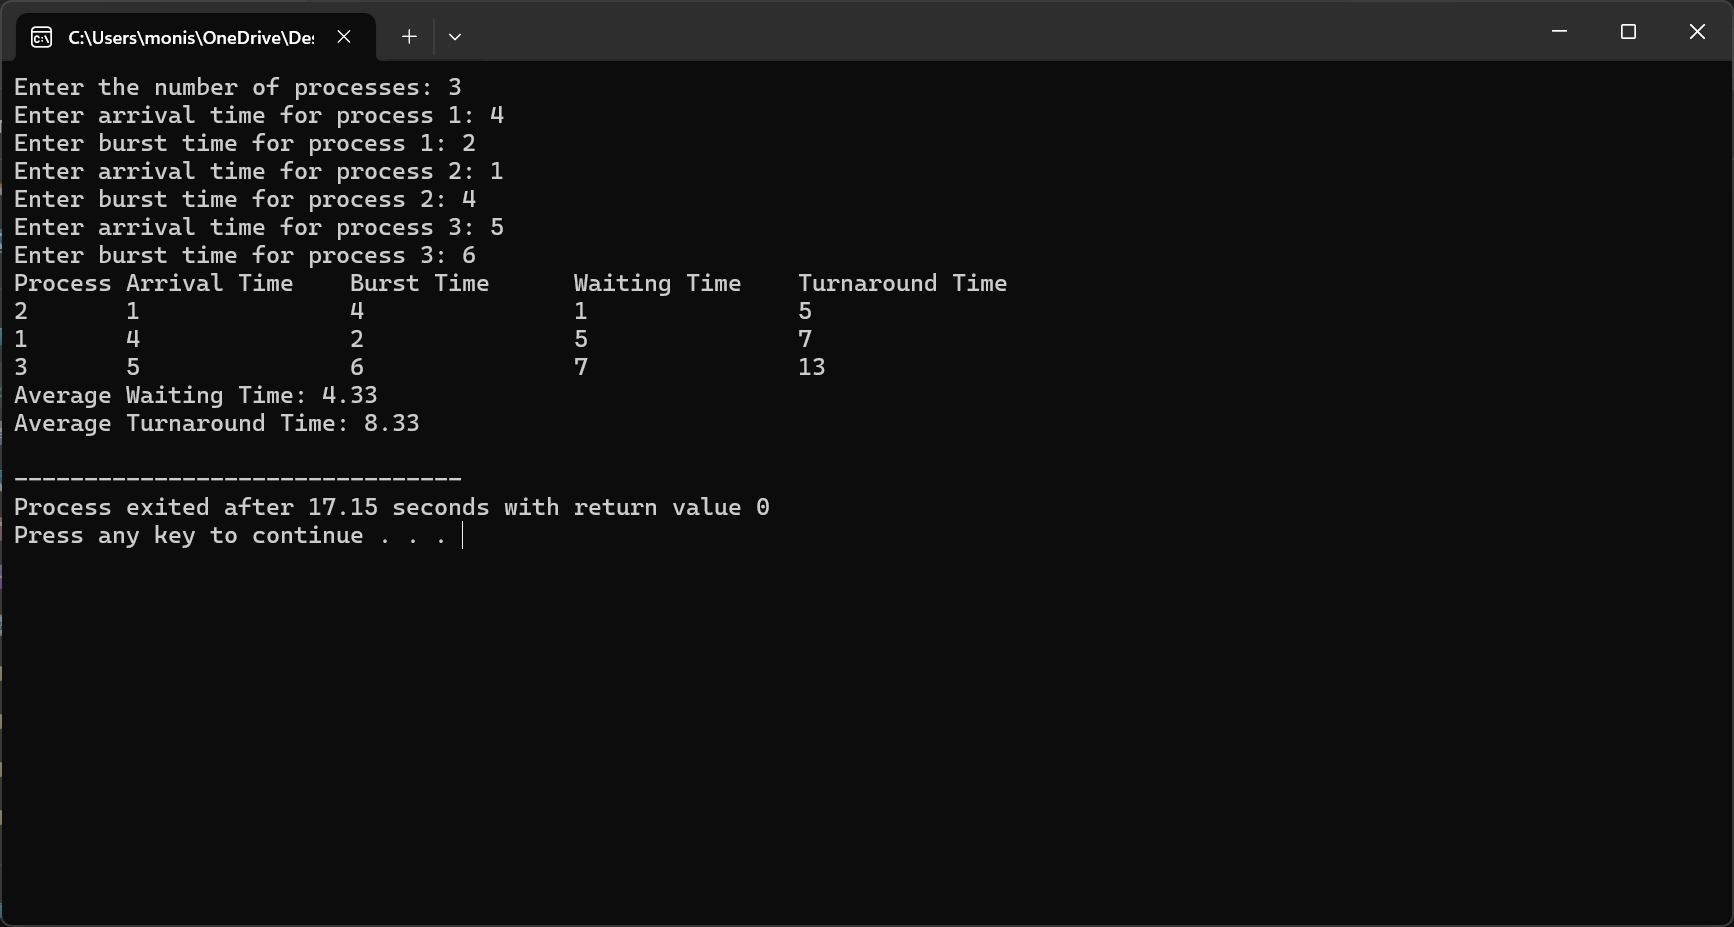 C:\Users\monis\OneDrive\Des
Enter the number of processes: 3
Enter arrival time for process 1: 4
Enter burst time for process 1: 2
Enter arrival time for process 2: 1
Enter burst time for process 2: 4
Enter arrival time for process 3: 5
Enter burst time for process 3: 6
Process Arrival Time    Burst Time      Waiting Time    Turnaround Time
2       1               4               1               5
1       4               2               5               7
3       5               6               7               13
Average Waiting Time: 4.33
Average Turnaround Time: 8.33
--------------------------------
Process exited after 17.15 seconds with return value 0
Press any key to continue . . .